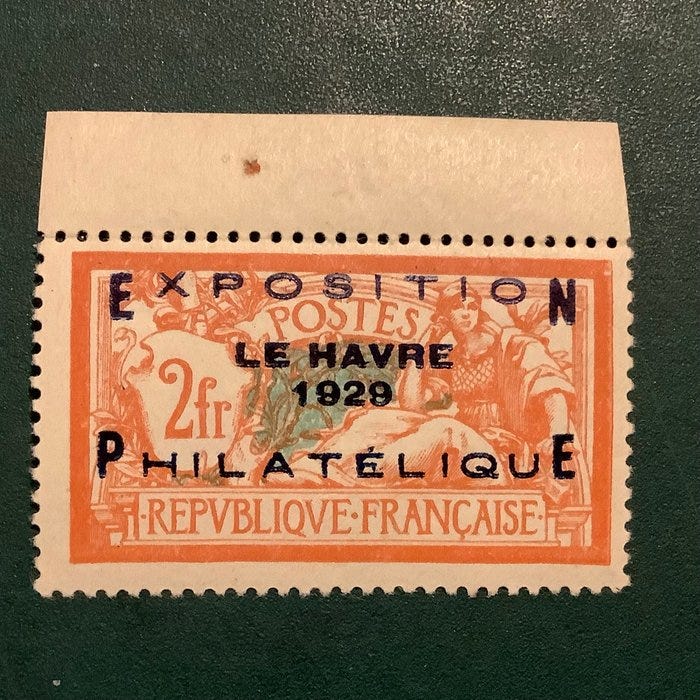 EXPOSITION
POSTES
LE HAVRE
1929
2fr
PHILATÉLIQUE
·REPVBLIQVE·FRANÇAISE·